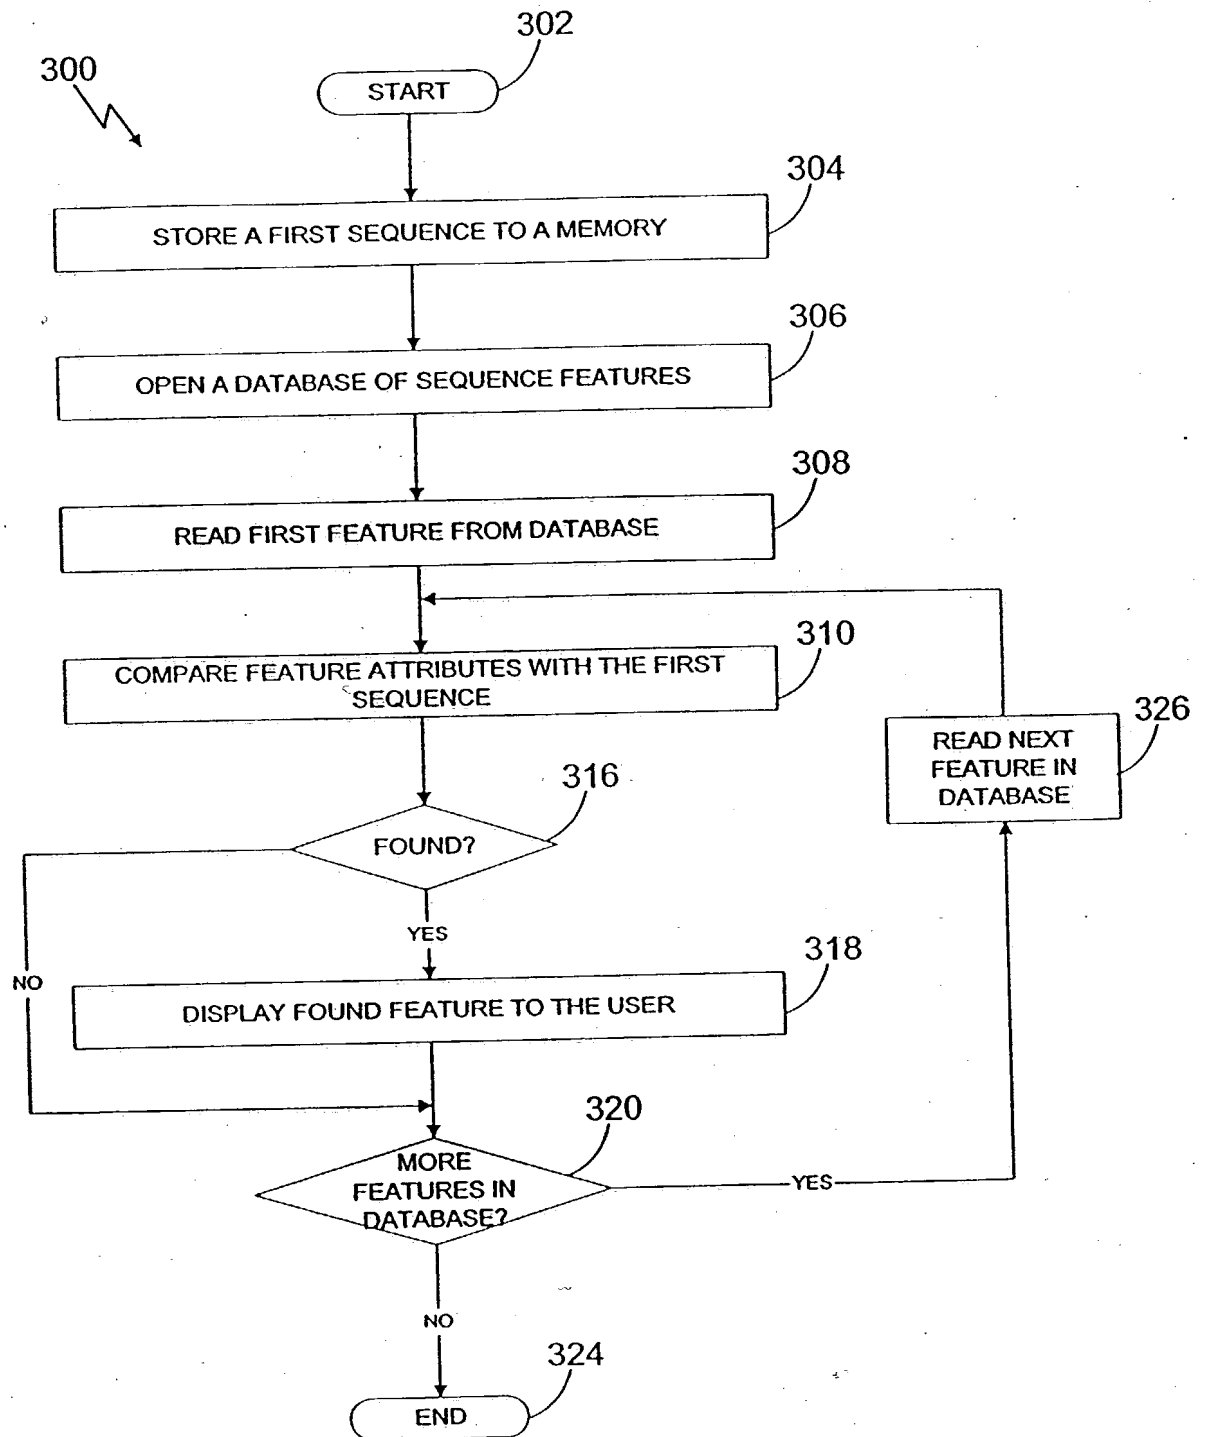 302
300
START
304
STORE A FIRST SEQUENCE TO A MEMORY
306
OPEN A DATABASE OF SEQUENCE FEATURES
308
READ FIRST FEATURE FROM DATABASE
310
COMPARE FEATURE ATTRIBUTES WITH THE FIRST
SEQUENCE
326
READ NEXT
FEATURE IN
DATABASE
316
FOUND?
YES
NO
318
DISPLAY FOUND FEATURE TO THE USER
320
MORE
FEATURES IN
DATABASE?
YES
NO
324
END